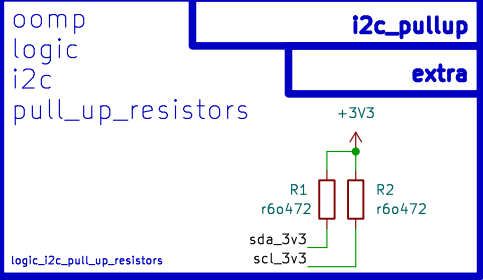 oomp
logic
i2c
pull_up_resistors
i2c_pullup
extra
+3V3
R1
r6o472
R2
r6o472
sda_3v3
scl_3v3
logic_i2c_pull_up_resistors